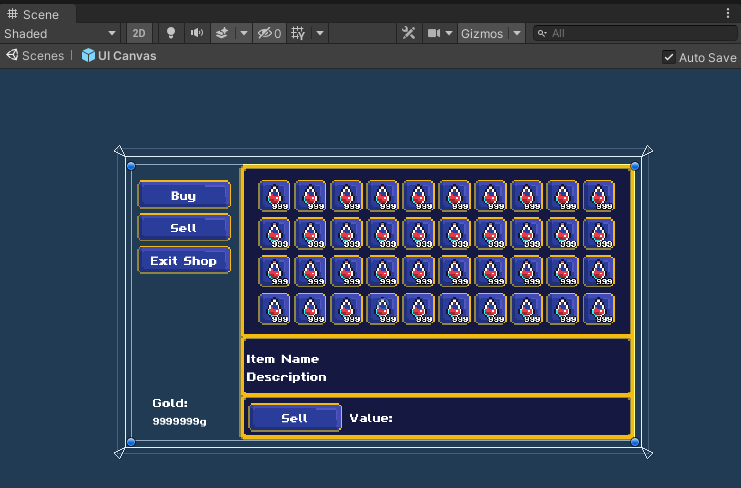 Scene
Shaded
2D
0
Gizmos
All
Scenes
UI Canvas
Auto Save
Buy
Sell
Exit Shop
999 999 999 999 999 999 999 999 999 999
999 999 999 999 999 999 999 999 999 999
999 999 999 999 999 999 999 999 999 999
999 999 999 999 999 999 999 999 999 999
Item Name
Description
Gold:
9999999g
Sell
Value: